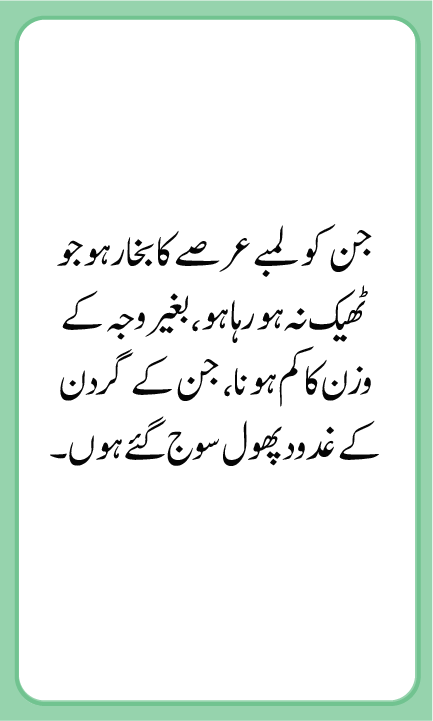 جن کو لمبے عرصے کا بخار ہو جو
ٹھیک نہ ہو رہا ہو، بغیر وجہ کے
وزن کا کم ہونا، جن کے گردن
کے غدود پھول سوج گئے ہوں۔